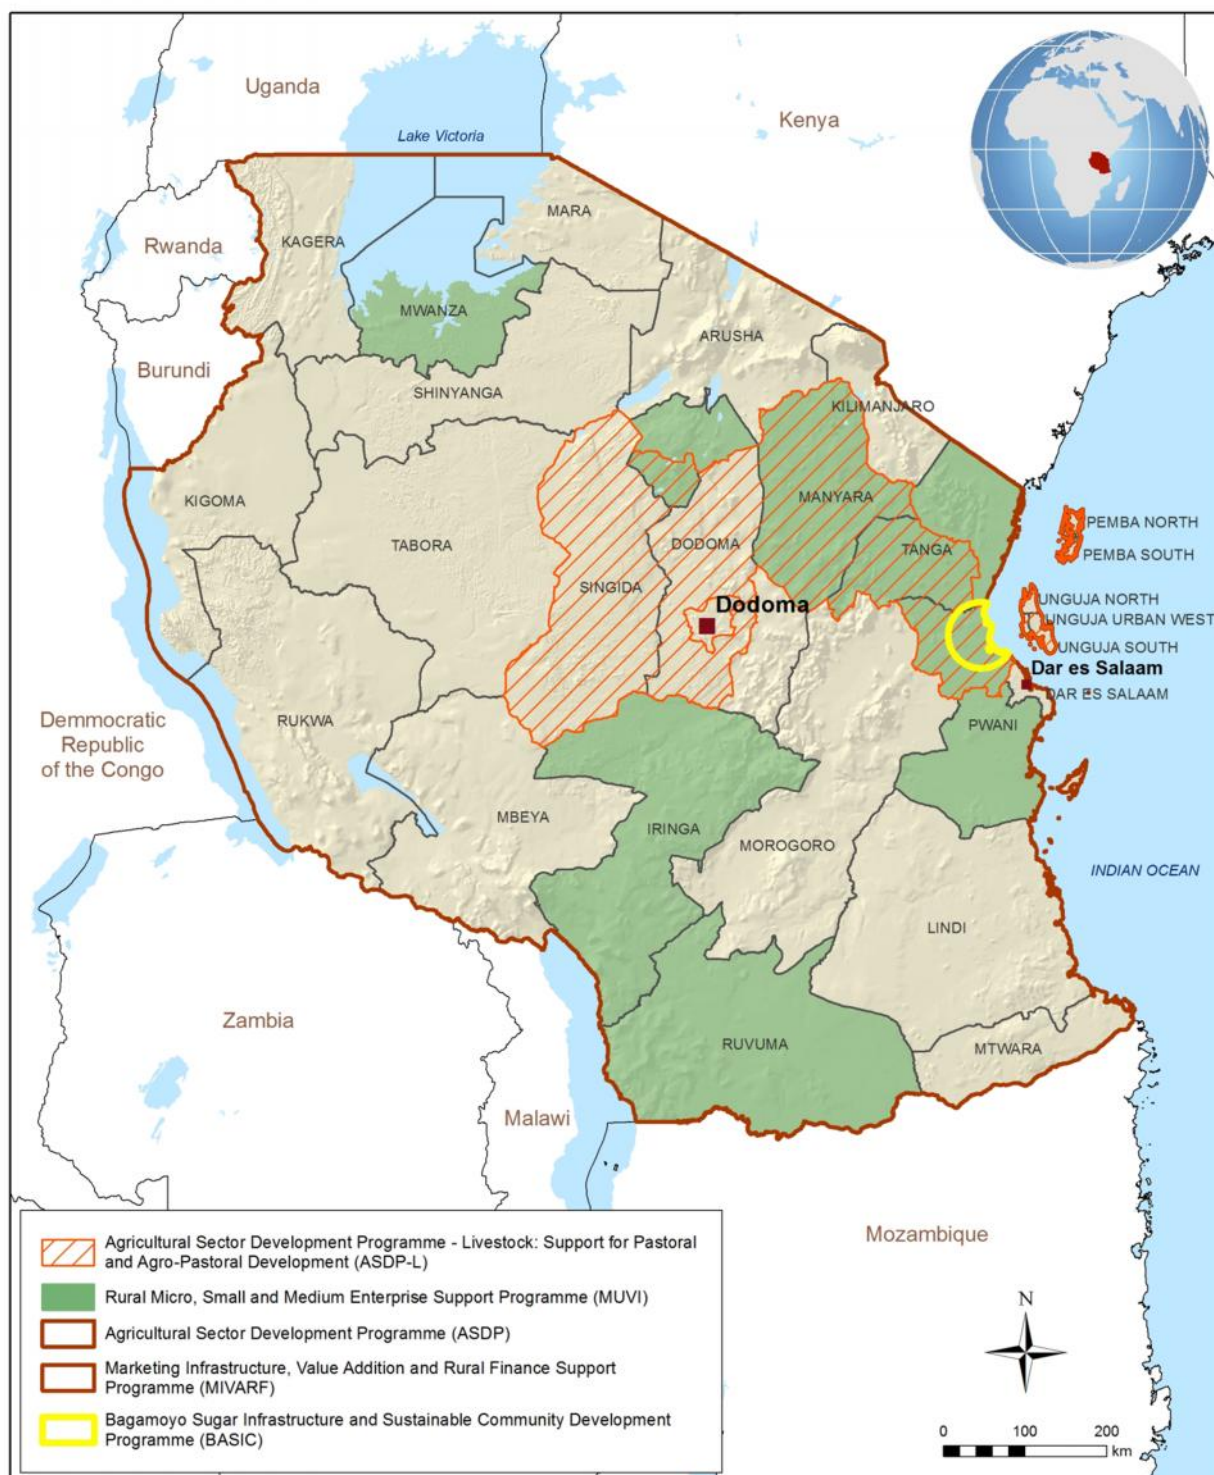 Uganda
Kenya
Lake Victoria
Rwanda
KAGERA
MARA
MWANZA
ARUSHA
Burundi
SHINYANGA
KILIMANJARO
KIGOMA
MANYARA
PEMBA NORTH
TABORA
DODOMA
TANGA
PEMBA SOUTH
SINGIDA
UNGUJA NORTH
Dodoma
UNGUJA URBAN WEST
UNGUJA SOUTH
Dar es Salaam
DAR ES SALAAM
Demmocratic
Republic
of the Congo
RUKWA
PWANI
MBEYA
IRINGA
MOROGORO
INDIAN OCEAN
LINDI
Zambia
RUVUMA
MTWARA
Malawi
Mozambique
Agricultural Sector Development Programme - Livestock: Support for Pastoral
and Agro-Pastoral Development (ASDP-L)
Rural Micro, Small and Medium Enterprise Support Programme (MUVI)
Agricultural Sector Development Programme (ASDP)
Marketing Infrastructure, Value Addition and Rural Finance Support
Programme (MIVARF)
Bagamoyo Sugar Infrastructure and Sustainable Community Development
Programme (BASIC)
N
0 100 200
km